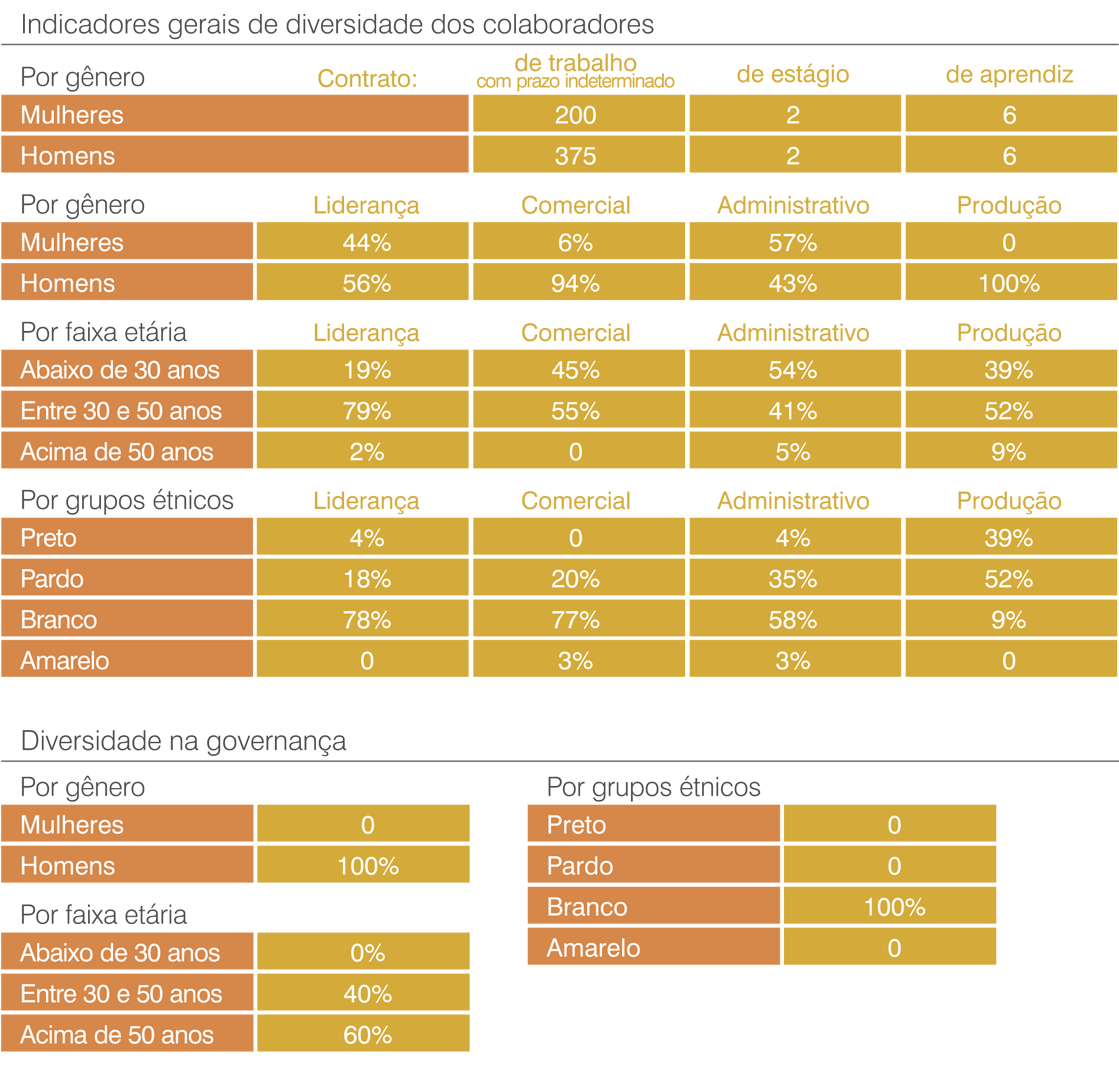 Indicadores gerais de diversidade dos colaboradores
Por gênero Contrato: de trabalho com prazo indeterminado de estágio de aprendiz
Mulheres 200 2 6
Homens 375 2 6
Por gênero Liderança Comercial Administrativo Produção
Mulheres 44% 6% 57% 0
Homens 56% 94% 43% 100%
Por faixa etária Liderança Comercial Administrativo Produção
Abaixo de 30 anos 19% 45% 54% 39%
Entre 30 e 50 anos 79% 55% 41% 52%
Acima de 50 anos 2% 0 5% 9%
Por grupos étnicos Liderança Comercial Administrativo Produção
Preto 4% 0 4% 39%
Pardo 18% 20% 35% 52%
Branco 78% 77% 58% 9%
Amarelo 0 3% 3% 0
Diversidade na governança
Por gênero
Mulheres 0
Homens 100%
Por faixa etária
Abaixo de 30 anos 0%
Entre 30 e 50 anos 40%
Acima de 50 anos 60%
Por grupos étnicos
Preto 0
Pardo 0
Branco 100%
Amarelo 0